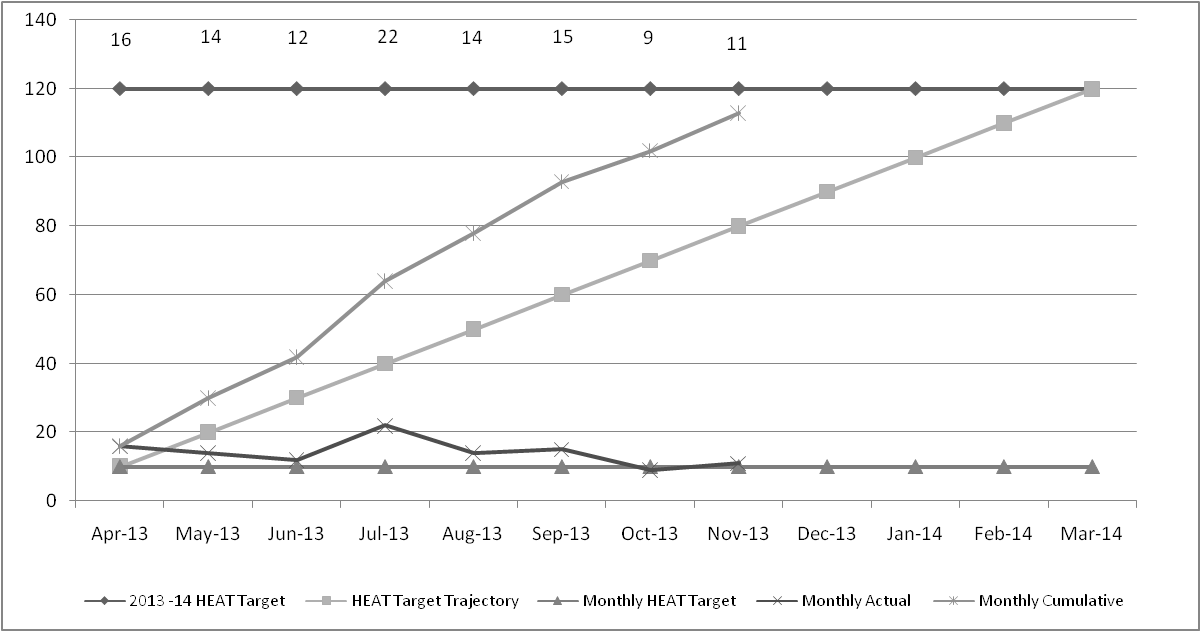 140
16 14 12 22 14 15 9 11
120
100
80
60
40
20
0
Apr-13 May-13 Jun-13 Jul-13 Aug-13 Sep-13 Oct-13 Nov-13 Dec-13 Jan-14 Feb-14 Mar-14
2013 -14 HEAT Target HEAT Target Trajectory Monthly HEAT Target Monthly Actual Monthly Cumulative